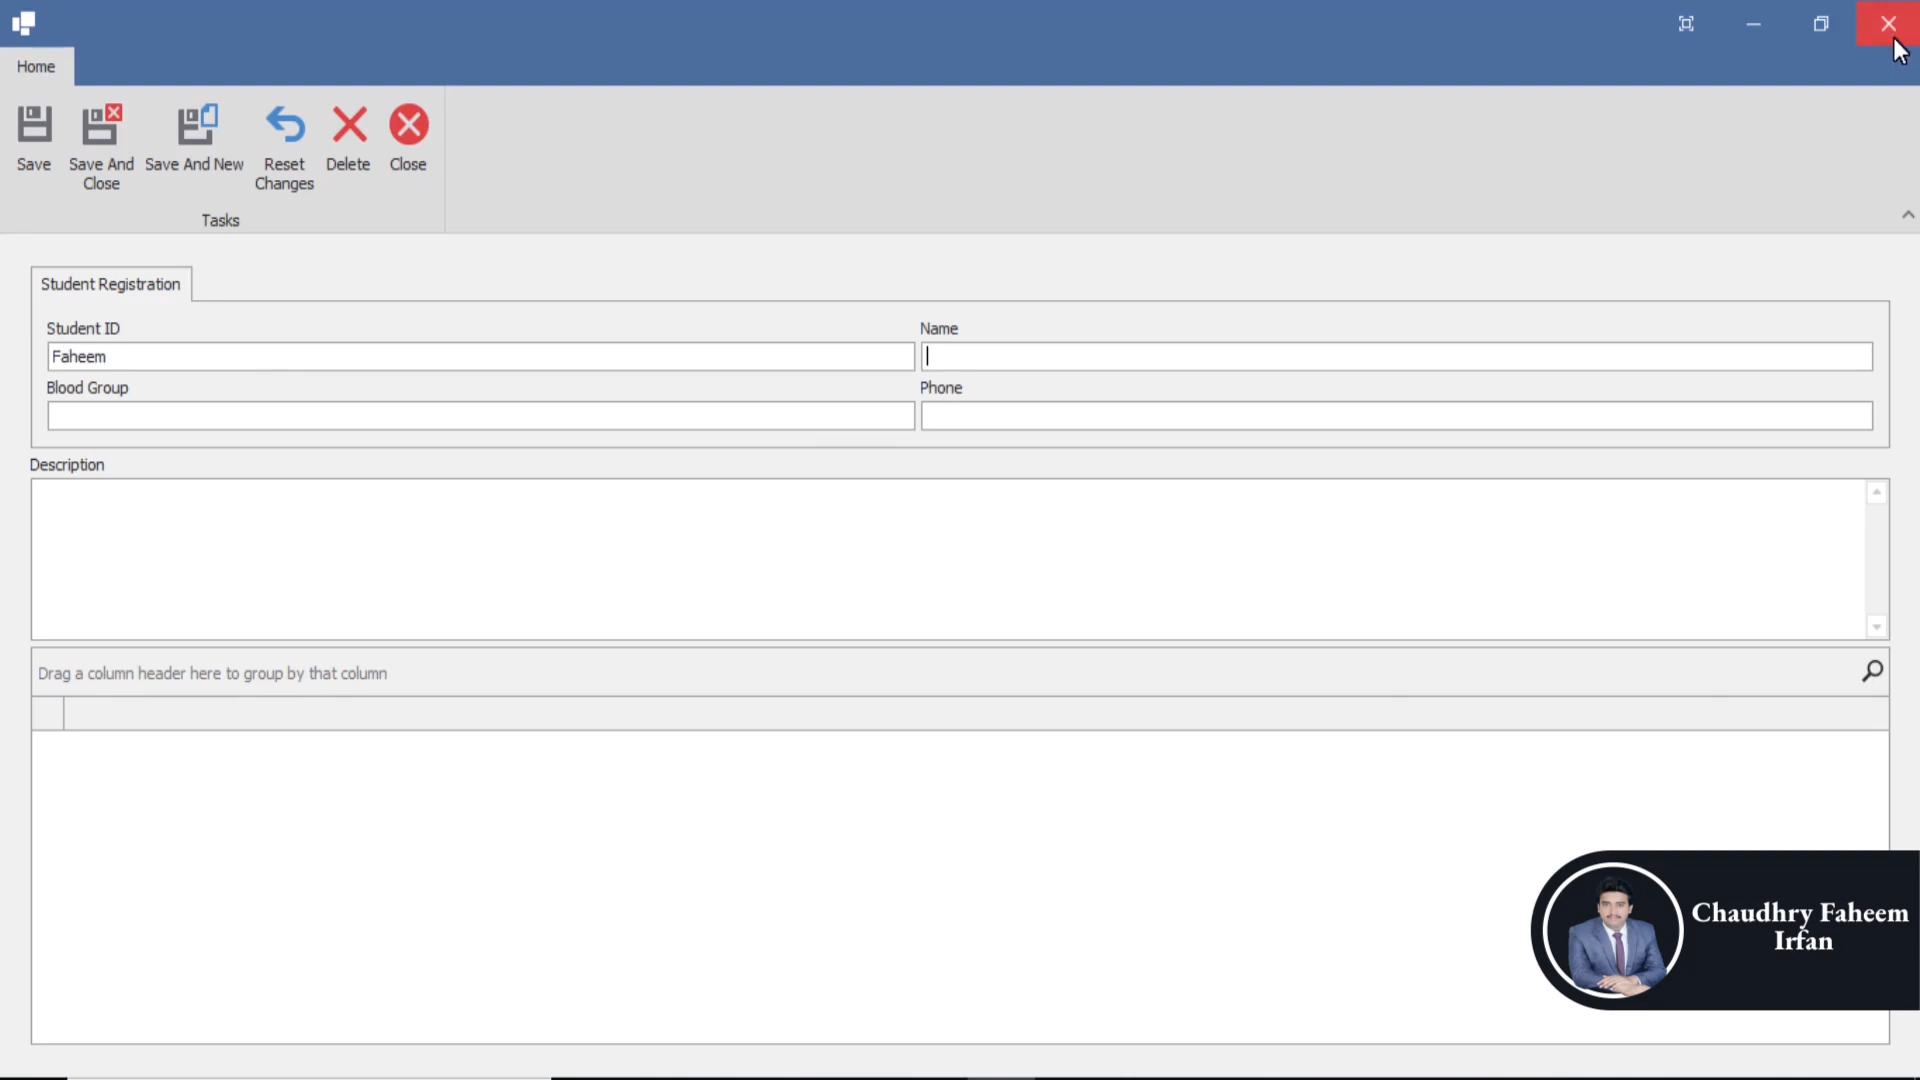 Home
Save
Save And
Close
Save And New
Reset
Changes
Delete
Close
Tasks
Student Registration
Student ID
Name
Faheem
Blood Group
Phone
Description
Drag a column header here to group by that column
Chaudhry Faheem
Irfan